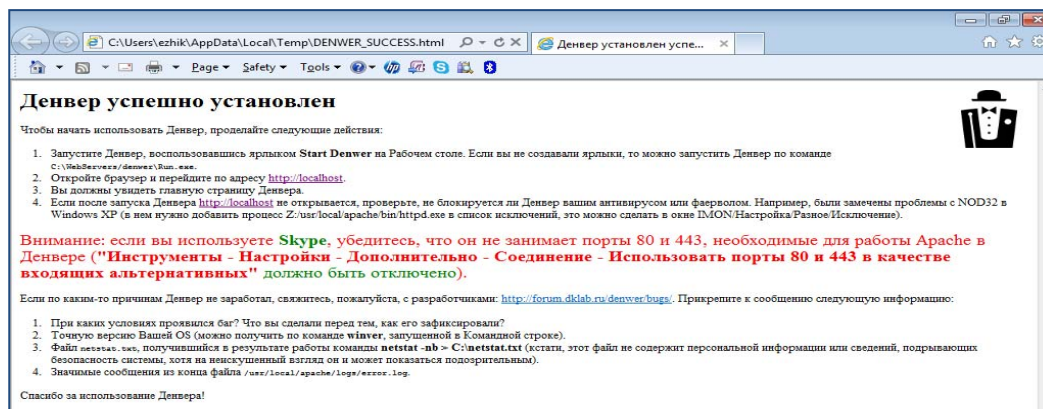 C:\Users\ezhik\AppData\Local\Temp\DENWER_SUCCESS.html
Денвер установлен успе...
Page Safety Tools
Денвер успешно установлен
Чтобы начать использовать Денвер, проделайте следующие действия:
1. Запустите Денвер, воспользовавшись ярлыком Start Denwer на Рабочем столе. Если вы не создавали ярлыки, то можно запустить Денвер по команде
C:\WebServers/denwer\Run.exe.
2. Откройте браузер и перейдите по адресу http://localhost.
3. Вы должны увидеть главную страницу Денвера.
4. Если после запуска Денвера http://localhost не открывается, проверьте, не блокируется ли Денвер вашим антивирусом или фаерволом. Например, были замечены проблемы с NOD32 в
Windows XP (в нем нужно добавить процесс Z:/usr/local/apache/bin/httpd.exe в список исключений, это можно сделать в окне IMON/Настройка/Разное/Исключение).
Внимание: если вы используете Skype, убедитесь, что он не занимает порты 80 и 443, необходимые для работы Apache в
Денвере ("Инструменты - Настройки - Дополнительно - Соединение - Использовать порты 80 и 443 в качестве
входящих альтернативных" должно быть отключено).
Если по каким-то причинам Денвер не заработал, свяжитесь, пожалуйста, с разработчиками: http://forum.dklab.ru/denwer/bugs/. Прикрепите к сообщению следующую информацию:
1. При каких условиях проявился баг? Что вы сделали перед тем, как его зафиксировали?
2. Точную версию Вашей OS (можно получить по команде winver, запущенной в Командной строке).
3. Файл netstat.txt, получившийся в результате работы команды netstat -nb > C:\netstat.txt (кстати, этот файл не содержит персональной информации или сведений, подрывающих
безопасность системы, хотя на неискушенный взгляд он и может показаться подозрительным).
4. Значимые сообщения из конца файла /usr/local/apache/logs/error.log.
Спасибо за использование Денвера!